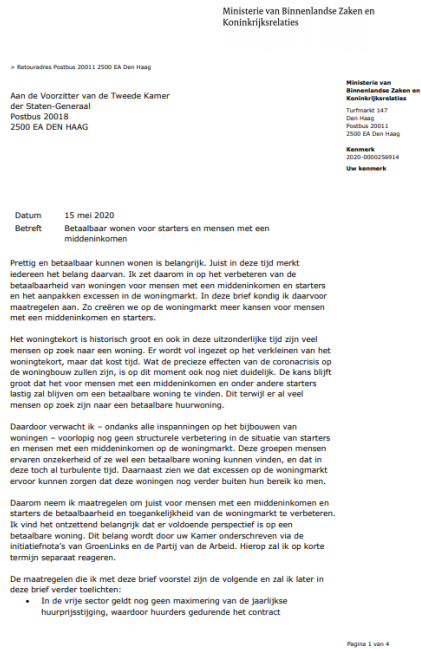 Ministerie van Binnenlandse Zaken en
Koninkrijksrelaties
> Retouradres Postbus 20011 2500 EA Den Haag
Aan de Voorzitter van de Tweede Kamer
der Staten-Generaal
Postbus 20018
2500 EA DEN HAAG
Ministerie van
Binnenlandse Zaken en
Koninkrijksrelaties
Turfmarkt 147
Den Haag
Postbus 20011
2500 EA Den Haag
Kenmerk
2020-0000256914
Uw kenmerk
Datum 15 mei 2020
Betreft Betaalbaar wonen voor starters en mensen met een
middeninkomen
Prettig en betaalbaar kunnen wonen is belangrijk. Juist in deze tijd merkt
iedereen het belang daarvan. Ik zet daarom in op het verbeteren van de
betaalbaarheid van woningen voor mensen met een middeninkomen en starters
en het aanpakken excessen in de woningmarkt. In deze brief kondig ik daarvoor
maatregelen aan. Zo creëren we op de woningmarkt meer kansen voor mensen
met een middeninkomen en starters.
Het woningtekort is historisch groot en ook in deze uitzonderlijke tijd zijn veel
mensen op zoek naar een woning. Er wordt vol ingezet op het verkleinen van het
woningtekort, maar dat kost tijd. Wat de precieze effecten van de coronacrisis op
de woningbouw zullen zijn, is op dit moment ook nog niet duidelijk. De kans blijft
groot dat het voor mensen met een middeninkomen en onder andere starters
lastig zal blijven om een betaalbare woning te vinden. Dit terwijl er al veel
mensen op zoek zijn naar een betaalbare huurwoning.
Daardoor verwacht ik – ondanks alle inspanningen op het bijbouwen van
woningen – voorlopig nog geen structurele verbetering in de situatie van starters
en mensen met een middeninkomen op de woningmarkt. Deze groepen mensen
ervaren onzekerheid of ze wel een betaalbare woning kunnen vinden, en dat in
deze toch al turbulente tijd. Daarnaast zien we dat excessen op de woningmarkt
ervoor kunnen zorgen dat deze woningen nog verder buiten hun bereik ko men.
Daarom neem ik maatregelen om juist voor mensen met een middeninkomen en
starters de betaalbaarheid en toegankelijkheid van de woningmarkt te verbeteren.
Ik vind het ontzettend belangrijk dat er voldoende perspectief is op een
betaalbare woning. Dit belang wordt door uw Kamer onderschreven via de
initiatiefnota's van GroenLinks en de Partij van de Arbeid. Hierop zal ik op korte
termijn separaat reageren.
De maatregelen die ik met deze brief voorstel zijn de volgende en zal ik later in
deze brief verder toelichten:
• In de vrije sector geldt nog geen maximering van de jaarlijkse
huurprijsstijging, waardoor huurders gedurende het contract
Pagina 1 van 4